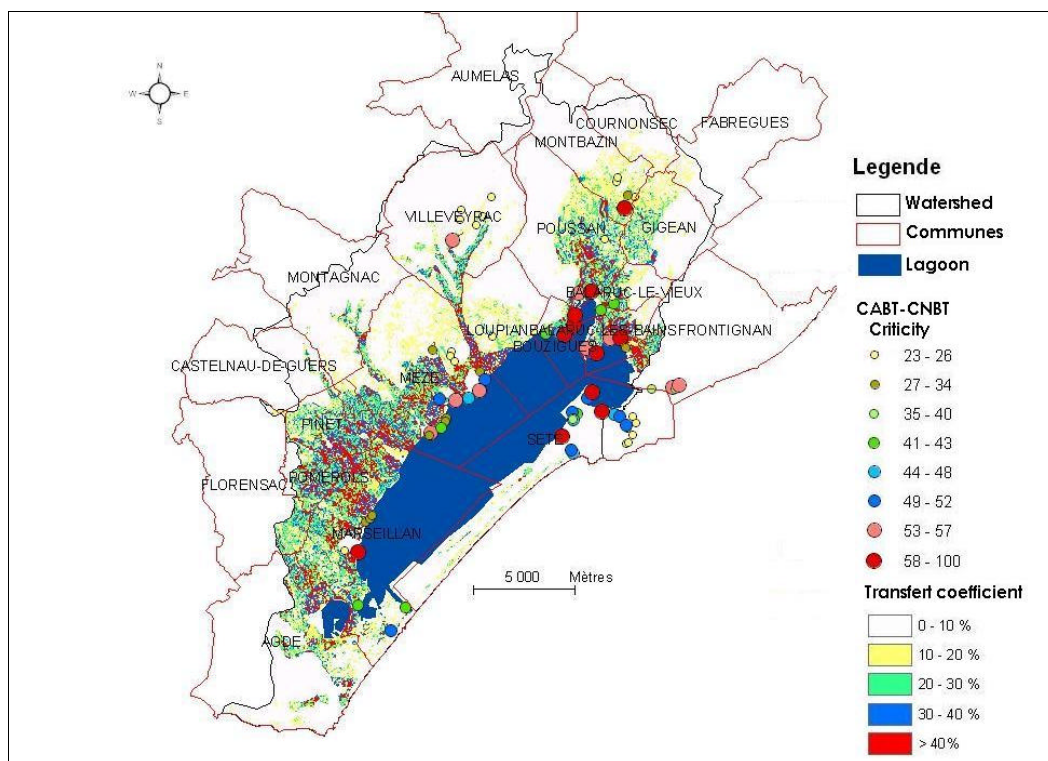 N
W E
S
AUMELAS
COURNONSEC
FABREGUES
MONTBAZIN
VILLEVEYRAC
POUSSAN
GIGEAN
MONTAGNAC
BALARUC-LE-VIEUX
LOUPIAN
BALARUC-LES-BAINS
FRONTIGNAN
BOUZIGUES
CASTELNAU-DE-GUERS
MEZE
PINET
SETE
FLORENSAC
POMEROLS
MARSEILLAN
AGDE
5 000 Mètres
Legende
Watershed
Communes
Lagoon
CABT-CNBT
Criticity
23 - 26
27 - 34
35 - 40
41 - 43
44 - 48
49 - 52
53 - 57
58 - 100
Transfert coefficient
0 - 10 %
10 - 20 %
20 - 30 %
30 - 40 %
> 40%